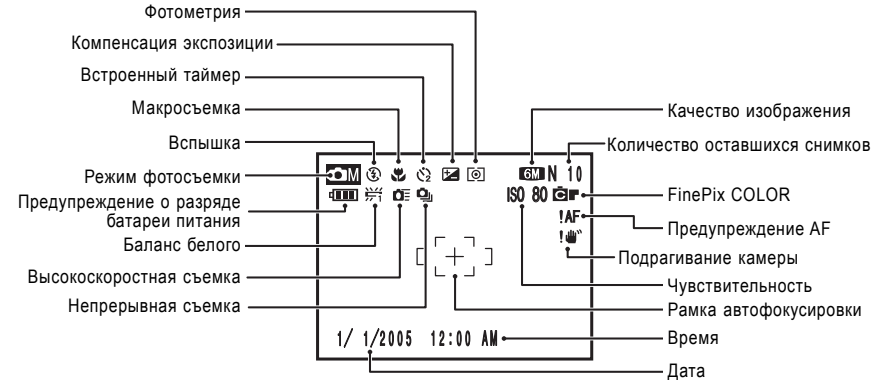 Фотометрия
Компенсация экспозиции
Встроенный таймер
Макросъемка
Вспышка
Режим фотосъемки
Предупреждение о разряде
батареи питания
Баланс белого
Высокоскоростная съемка
Непрерывная съемка
M
2
6M N 10
ISO 80
!AF
!
1/ 1/2005 12:00 AM
Качество изображения
Количество оставшихся снимков
FinePix COLOR
Предупреждение AF
Подрагивание камеры
Чувствительность
Рамка автофокусировки
Время
Дата